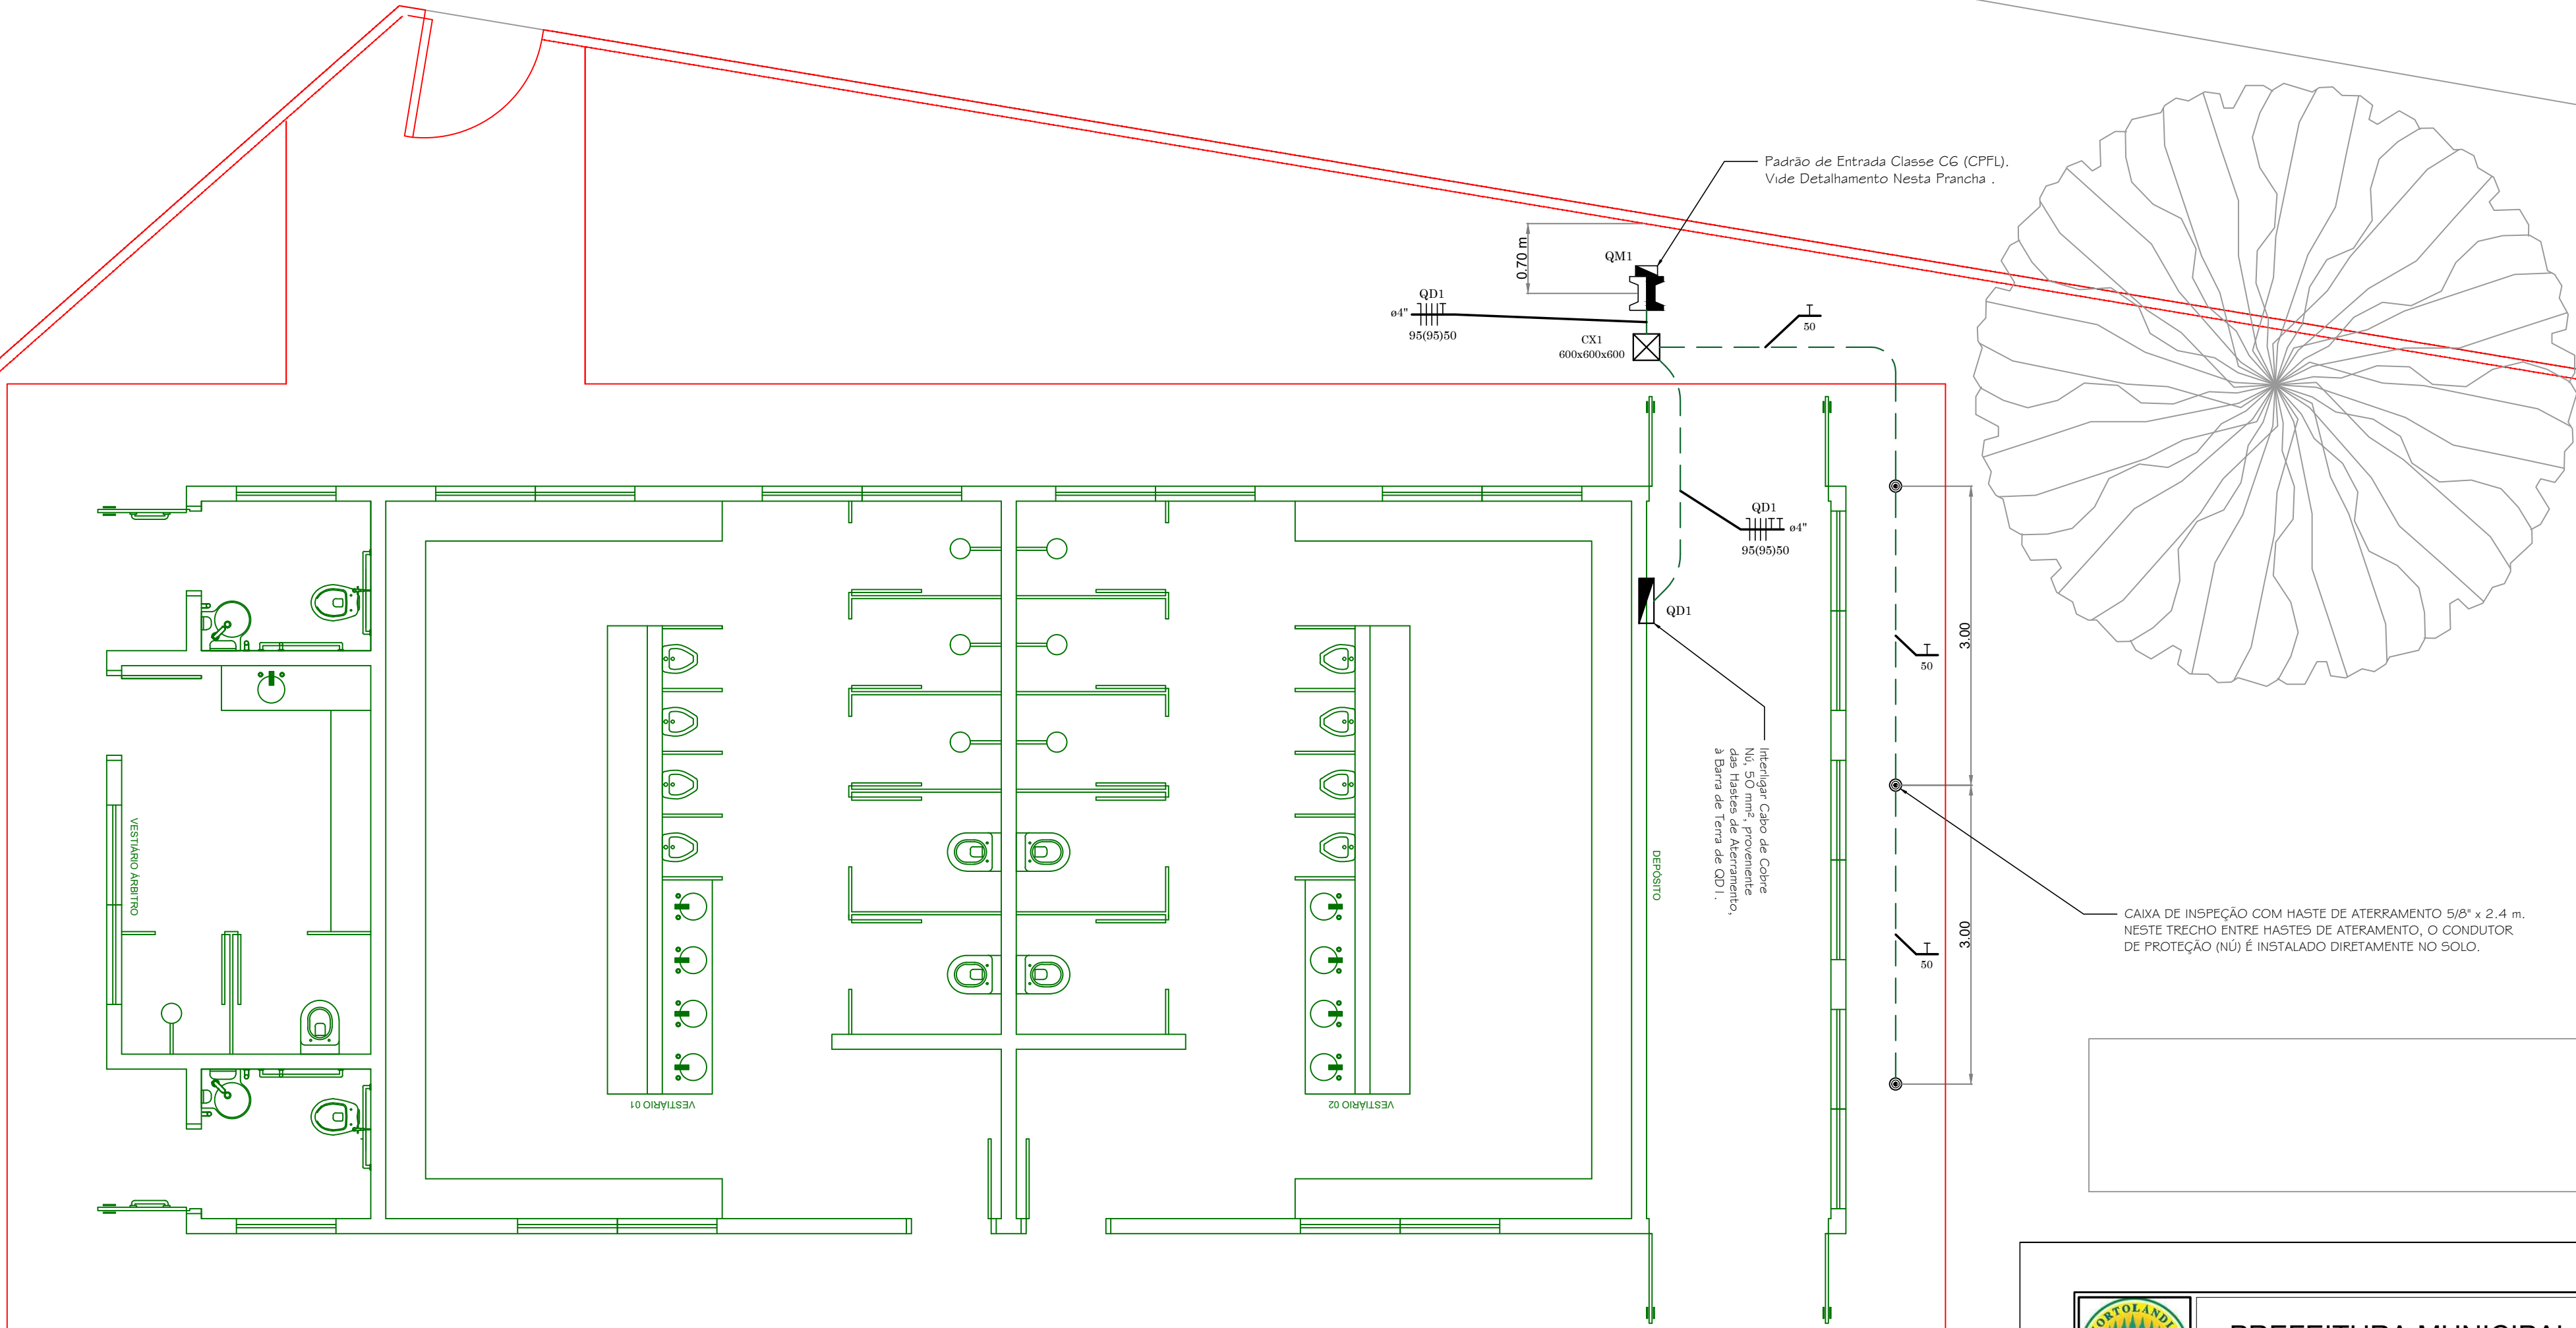 Padrão de Entrada Classe C6 (CPFL).
Vide Detalhamento Nesta Prancha .
0.70 m
QM1
QD1
ø4"
95(95)50
CX1
600x600x600
T
50
QD1
ø4"
95(95)50
QD1
3.00
T
50
Interligar Cabo de Cobre
Nú, 50 mm², proveniente
das Hastes de Aterramento,
à Barra de Terra de QD1.
VESTIÁRIO ÁRBITRO
DEPÓSITO
CAIXA DE INSPEÇÃO COM HASTE DE ATERRAMENTO 5/8" x 2.4 m.
NESTE TRECHO ENTRE HASTES DE ATERAMENTO, O CONDUTOR
DE PROTEÇÃO (NÚ) É INSTALADO DIRETAMENTE NO SOLO.
3.00
T
50
VESTIÁRIO 01
VESTIÁRIO 02